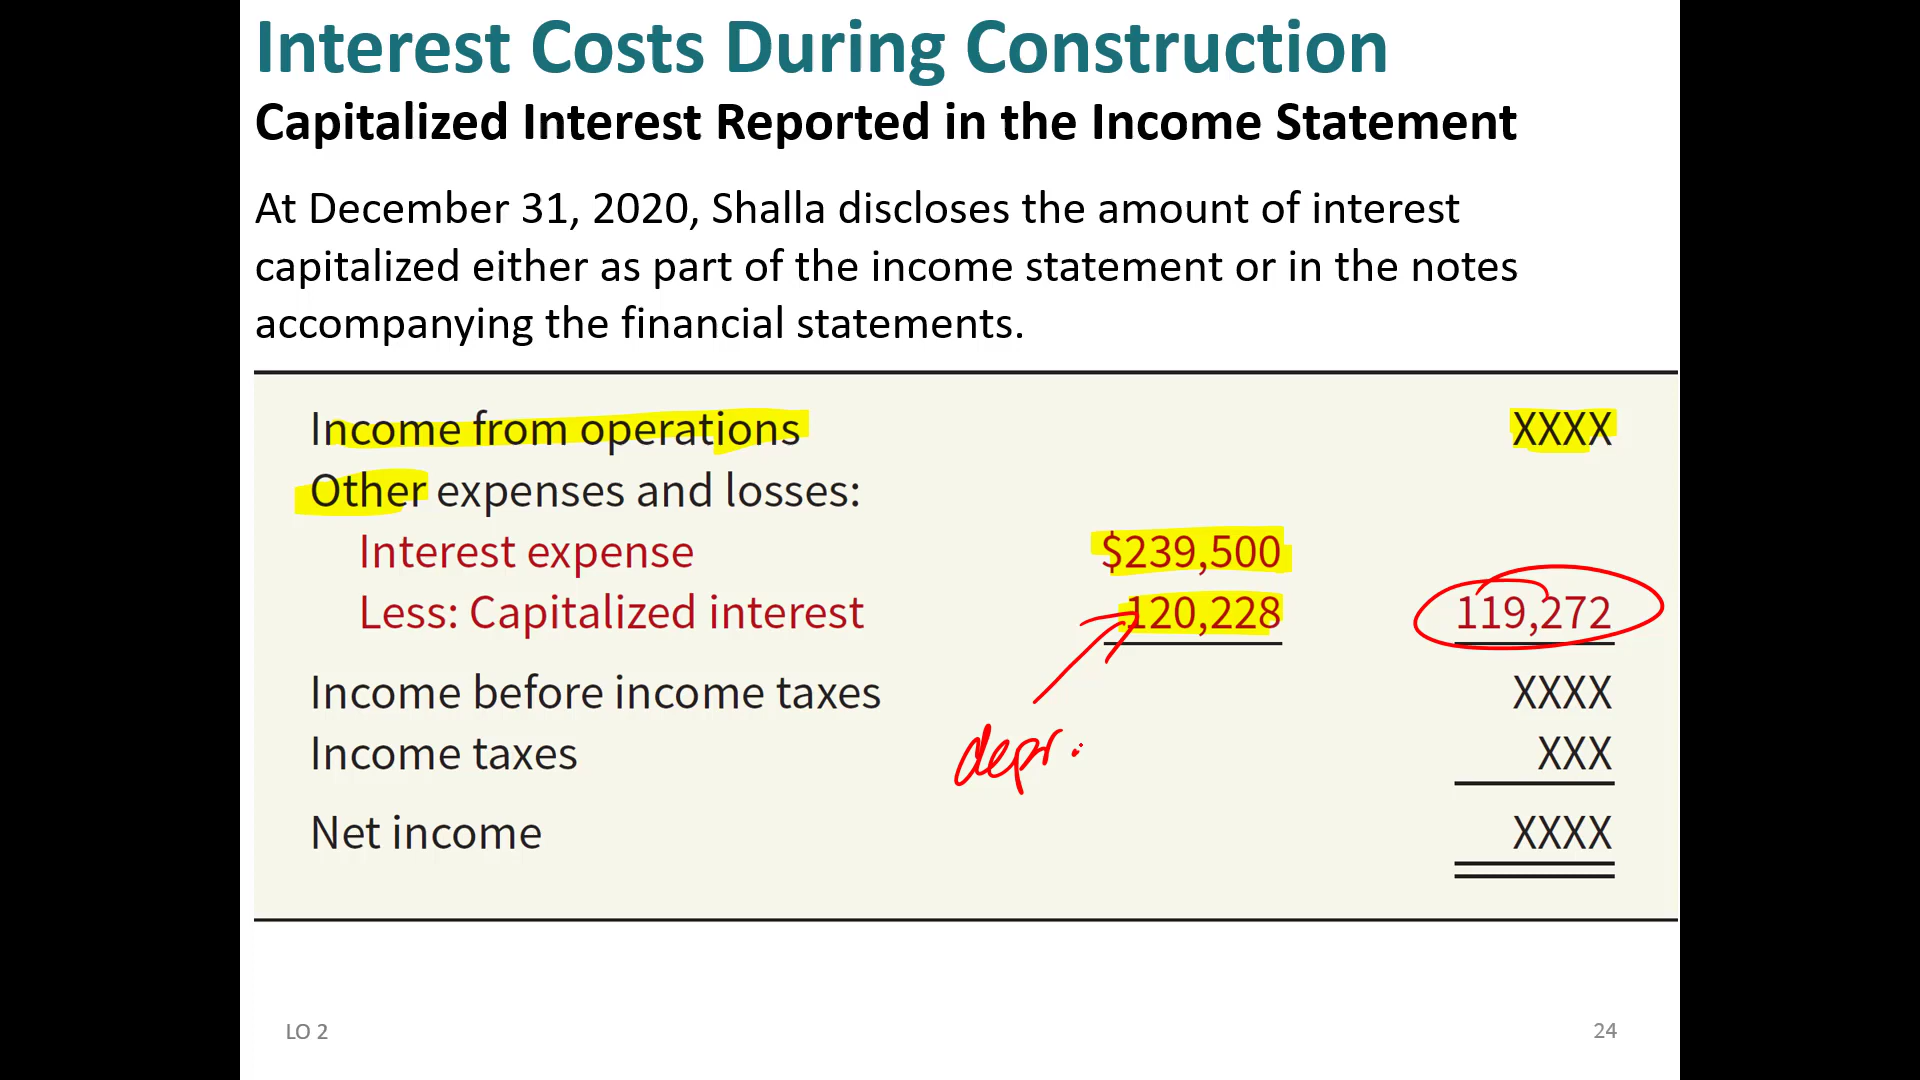 Interest Costs During Construction
Capitalized Interest Reported in the Income Statement
At December 31, 2020, Shalla discloses the amount of interest
capitalized either as part of the income statement or in the notes
accompanying the financial statements.
Income from operations XXXX
Other expenses and losses:
Interest expense $239,500
Less: Capitalized interest 120,228 119,272
Income before income taxes XXXX
depr.
Income taxes XXX
Net income XXXX
LO 2 24